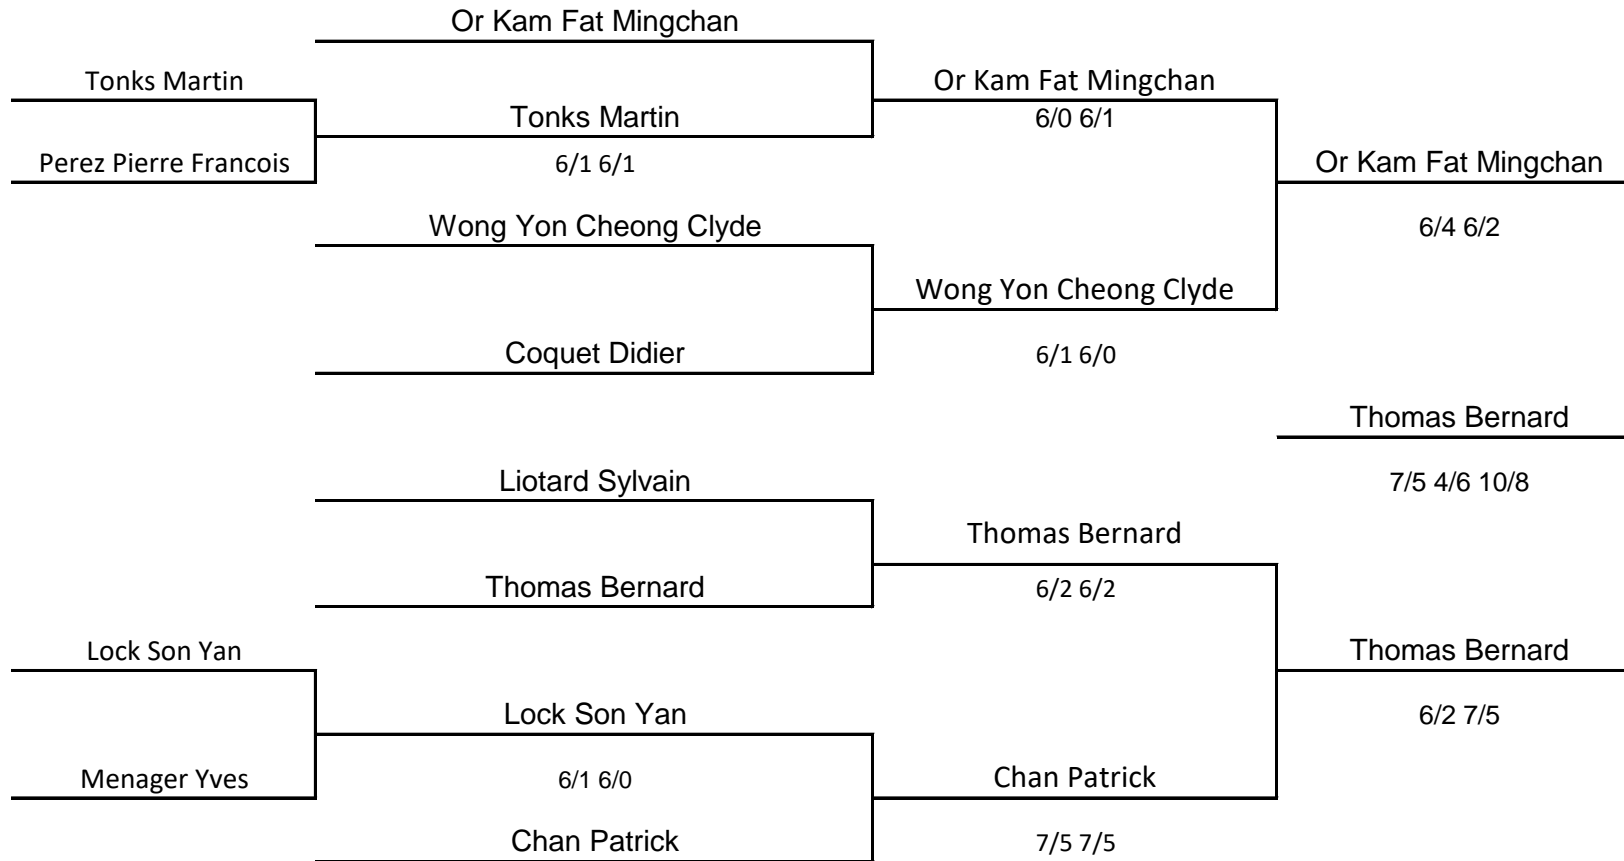 Or Kam Fat Mingchan
Tonks Martin
Or Kam Fat Mingchan
Tonks Martin
6/0 6/1
Perez Pierre Francois
6/1 6/1
Or Kam Fat Mingchan
Wong Yon Cheong Clyde
6/4 6/2
Wong Yon Cheong Clyde
Coquet Didier
6/1 6/0
Thomas Bernard
Liotard Sylvain
7/5 4/6 10/8
Thomas Bernard
Thomas Bernard
6/2 6/2
Lock Son Yan
Thomas Bernard
Lock Son Yan
6/2 7/5
Menager Yves
6/1 6/0
Chan Patrick
Chan Patrick
7/5 7/5